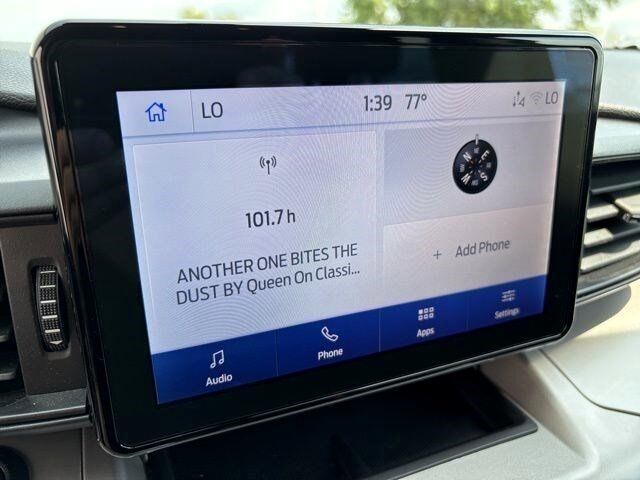 LO 1:39 77° LO
101.7 h
ANOTHER ONE BITES THE
DUST BY Queen On Classi...
N E S W
+ Add Phone
Audio Phone Apps Settings